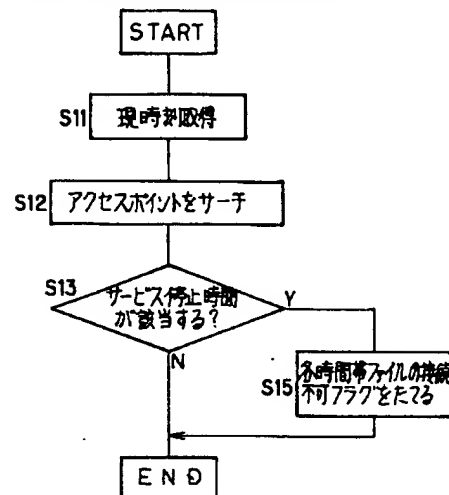 START
S11
現時刻取得
S12
アクセスポイントをサーチ
S13
サービス停止時間
が該当する?
Y
N
S15
各時間帯ファイルの接続
不可フラグをたてる
END